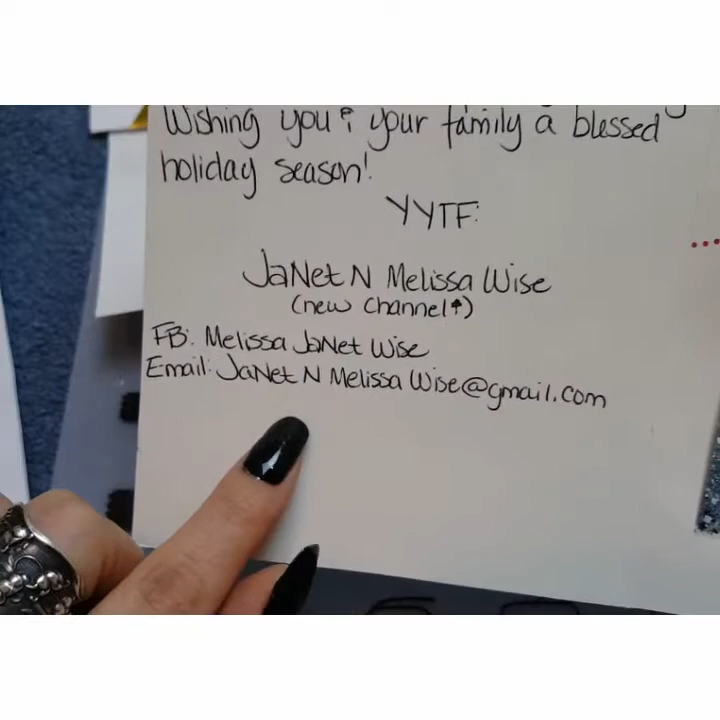 Wishing you & your family a blessed
holiday season!
YYTF:
JaNet N Melissa Wise
(new channel↑)
FB: Melissa JaNet Wise
Email: JaNet N Melissa Wise@gmail.com